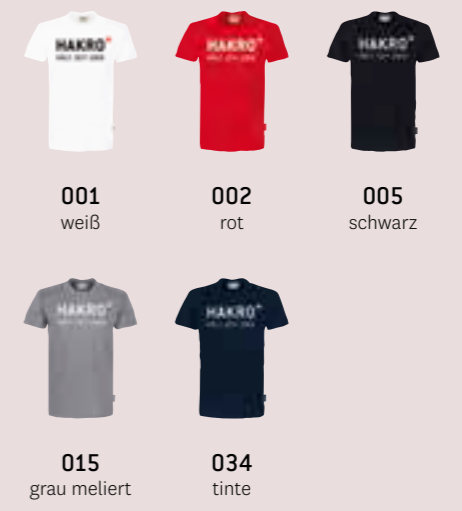 HAKRO
HAKRO
HAKRO
001
002
005
weiß
rot
schwarz
HAKRO
HAKRO
015
034
grau meliert
tinte